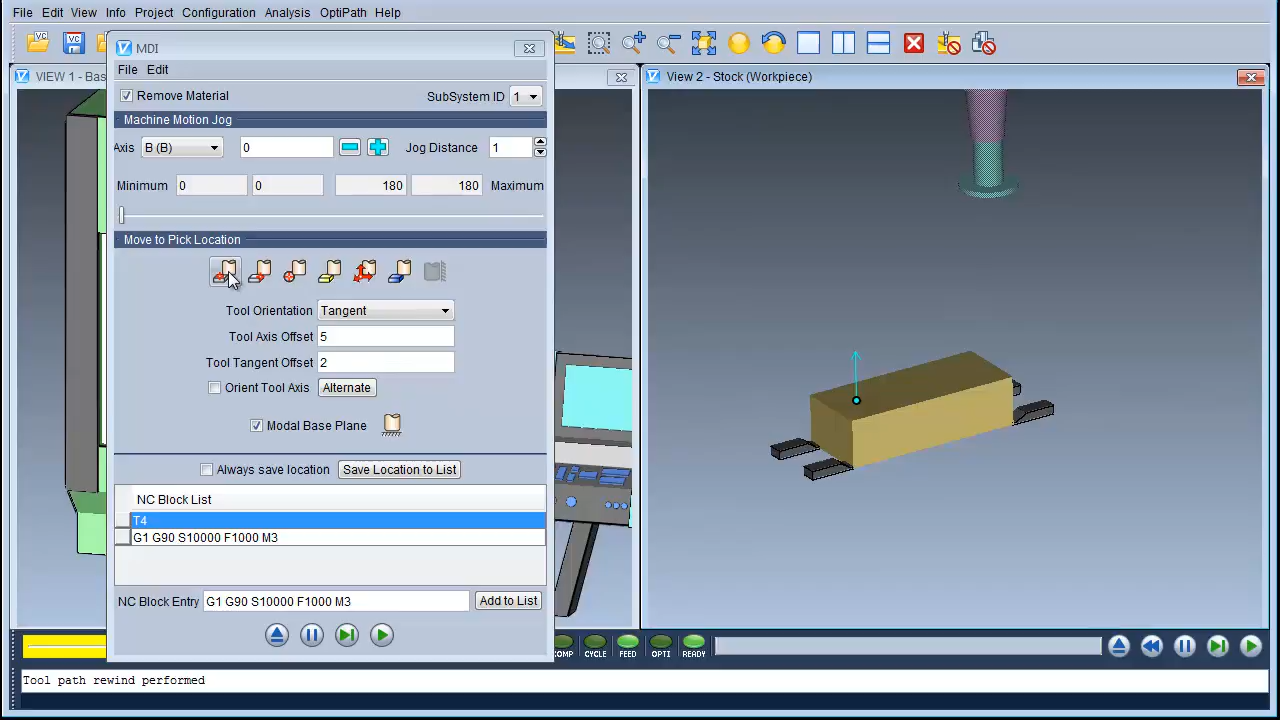 File Edit View Info Project Configuration Analysis OptiPath Help
VC VC
VIEW 1 - Bas
View 2 - Stock (Workpiece)
MDI
File Edit
Remove Material SubSystem ID 1
Machine Motion Jog
Axis B (B) 0 Jog Distance 1
Minimum 0 0 180 180 Maximum
Move to Pick Location
Tool Orientation Tangent
Tool Axis Offset 5
Tool Tangent Offset 2
Orient Tool Axis Alternate
Modal Base Plane
Always save location Save Location to List
NC Block List
T4
G1 G90 S10000 F1000 M3
NC Block Entry G1 G90 S10000 F1000 M3 Add to List
COMP CYCLE FEED OPTI READY
Tool path rewind performed